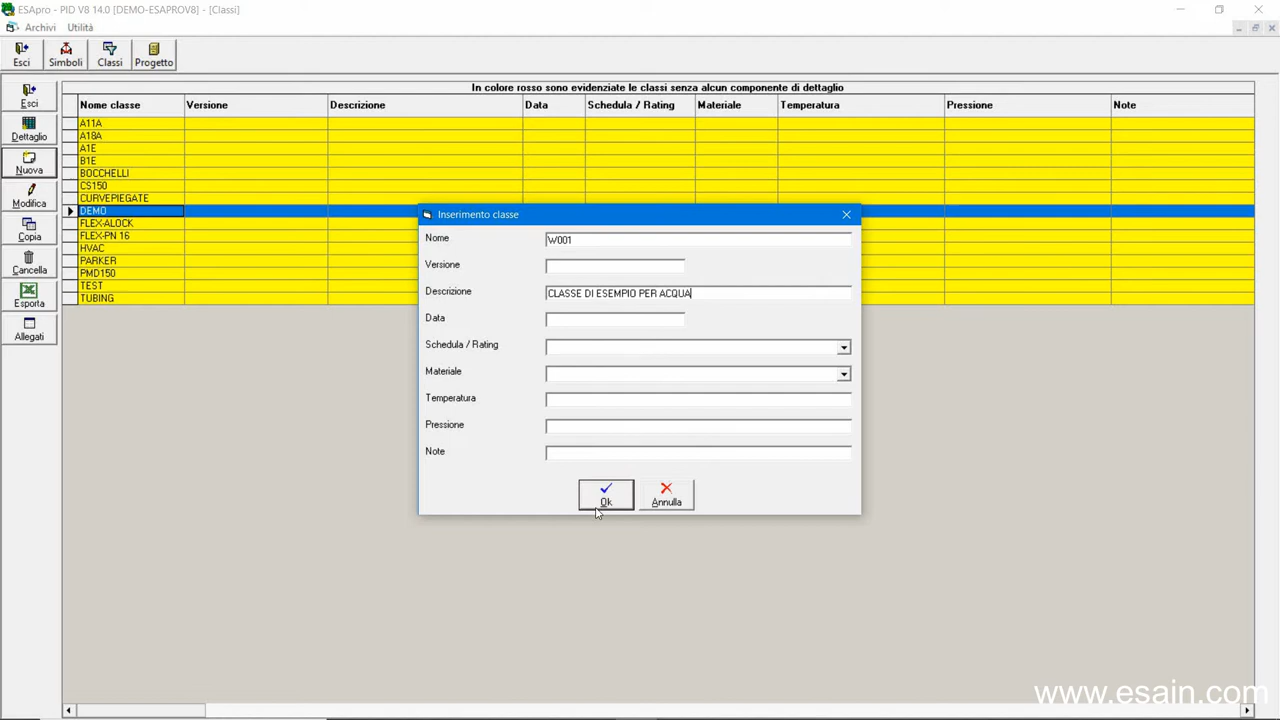 ESApro - PID V8 14.0 [DEMO-ESAPROV8] - [Classi]
Archivi Utilità
Esci Simboli Classi Progetto
In colore rosso sono evidenziate le classi senza alcun componente di dettaglio
Nome classe Versione Descrizione Data Schedula / Rating Materiale Temperatura Pressione Note
Esci
Dettaglio
Nuova
Modifica
Copia
Cancella
Esporta
Allegati
A11A
A18A
A1E
B1E
BOCCHELLI
CS150
CURVEPIEGATE
DEMO
FLEX-ALOCK
FLEX-PN 16
HVAC
PARKER
PMD150
TEST
TUBING
Inserimento classe
Nome W001
Versione
Descrizione CLASSE DI ESEMPIO PER ACQUA
Data
Schedula / Rating
Materiale
Temperatura
Pressione
Note
Ok Annulla
www.esain.com